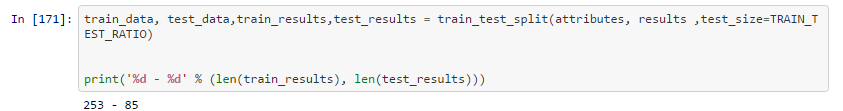 In [171]: train_data, test_data,train_results,test_results = train_test_split(attributes, results ,test_size=TRAIN_T
EST_RATIO)
print('%d - %d' % (len(train_results), len(test_results)))
253 - 85